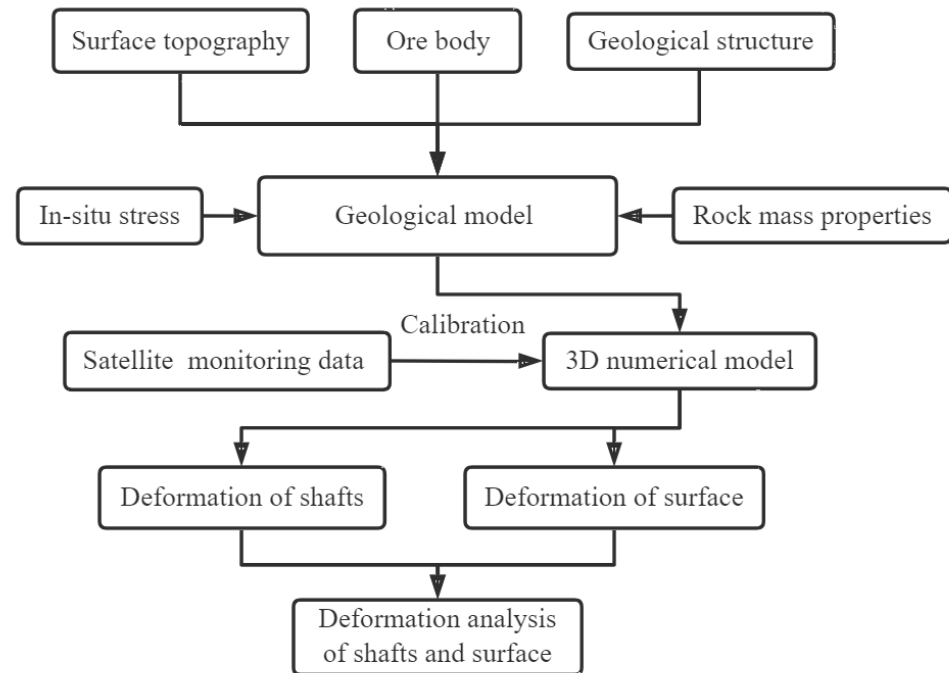 Surface topography
Ore body
Geological structure
In-situ stress
Geological model
Rock mass properties
Calibration
Satellite monitoring data
3D numerical model
Deformation of shafts
Deformation of surface
Deformation analysis
of shafts and surface